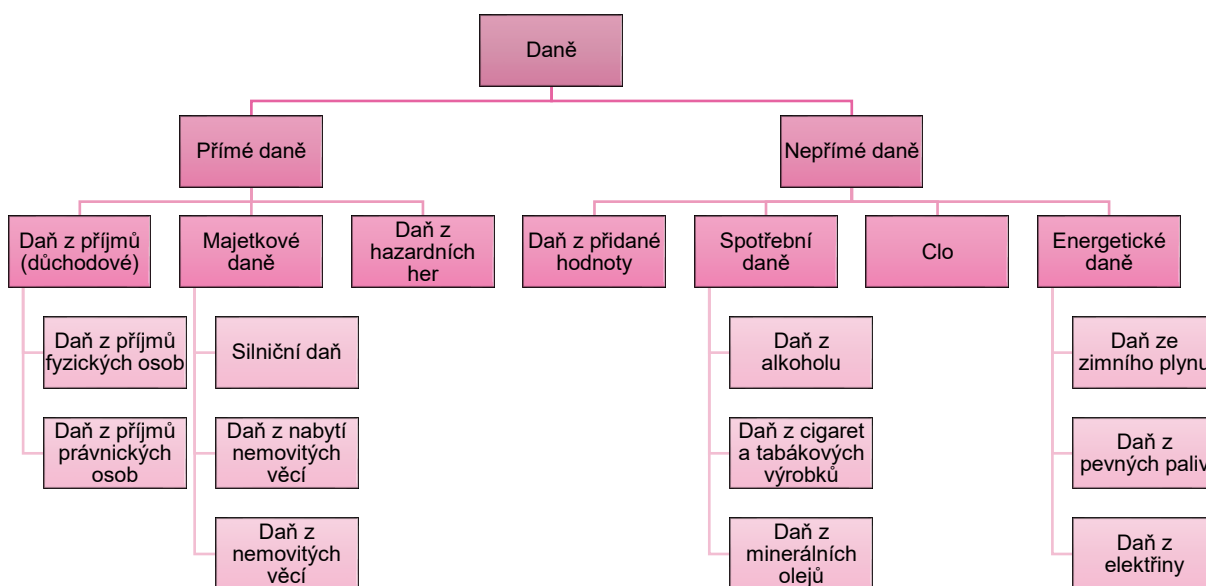 Daně
Přímé daně
Nepřímé daně
Daň z příjmů
(důchodové)
Majetkové
daně
Daň z
hazardních
her
Daň z přidané
hodnoty
Spotřební
daně
Clo
Energetické
daně
Daň z příjmů
fyzických osob
Daň z příjmů
právnických
osob
Silniční daň
Daň z nabytí
nemovitých
věcí
Daň z
nemovitých
věcí
Daň z
alkoholu
Daň z cigaret
a tabákových
výrobků
Daň z
minerálních
olejů
Daň ze
zimního plynu
Daň z
pevných paliv
Daň z
elektřiny